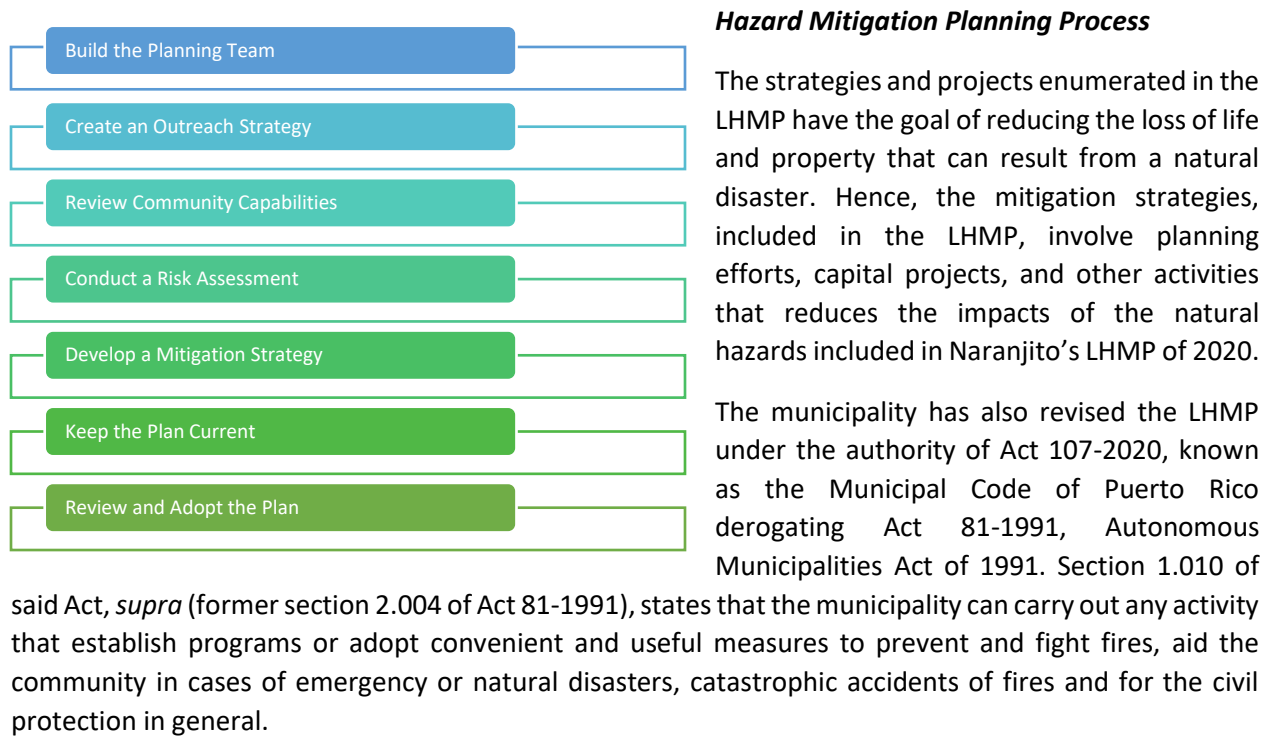 Build the Planning Team
Create an Outreach Strategy
Review Community Capabilities
Conduct a Risk Assessment
Develop a Mitigation Strategy
Keep the Plan Current
Review and Adopt the Plan
Hazard Mitigation Planning Process
The strategies and projects enumerated in the
LHMP have the goal of reducing the loss of life
and property that can result from a natural
disaster. Hence, the mitigation strategies,
included in the LHMP, involve planning
efforts, capital projects, and other activities
that reduces the impacts of the natural
hazards included in Naranjito’s LHMP of 2020.
The municipality has also revised the LHMP
under the authority of Act 107-2020, known
as the Municipal Code of Puerto Rico
derogating Act 81-1991, Autonomous
Municipalities Act of 1991. Section 1.010 of
said Act, supra (former section 2.004 of Act 81-1991), states that the municipality can carry out any activity
that establish programs or adopt convenient and useful measures to prevent and fight fires, aid the
community in cases of emergency or natural disasters, catastrophic accidents of fires and for the civil
protection in general.